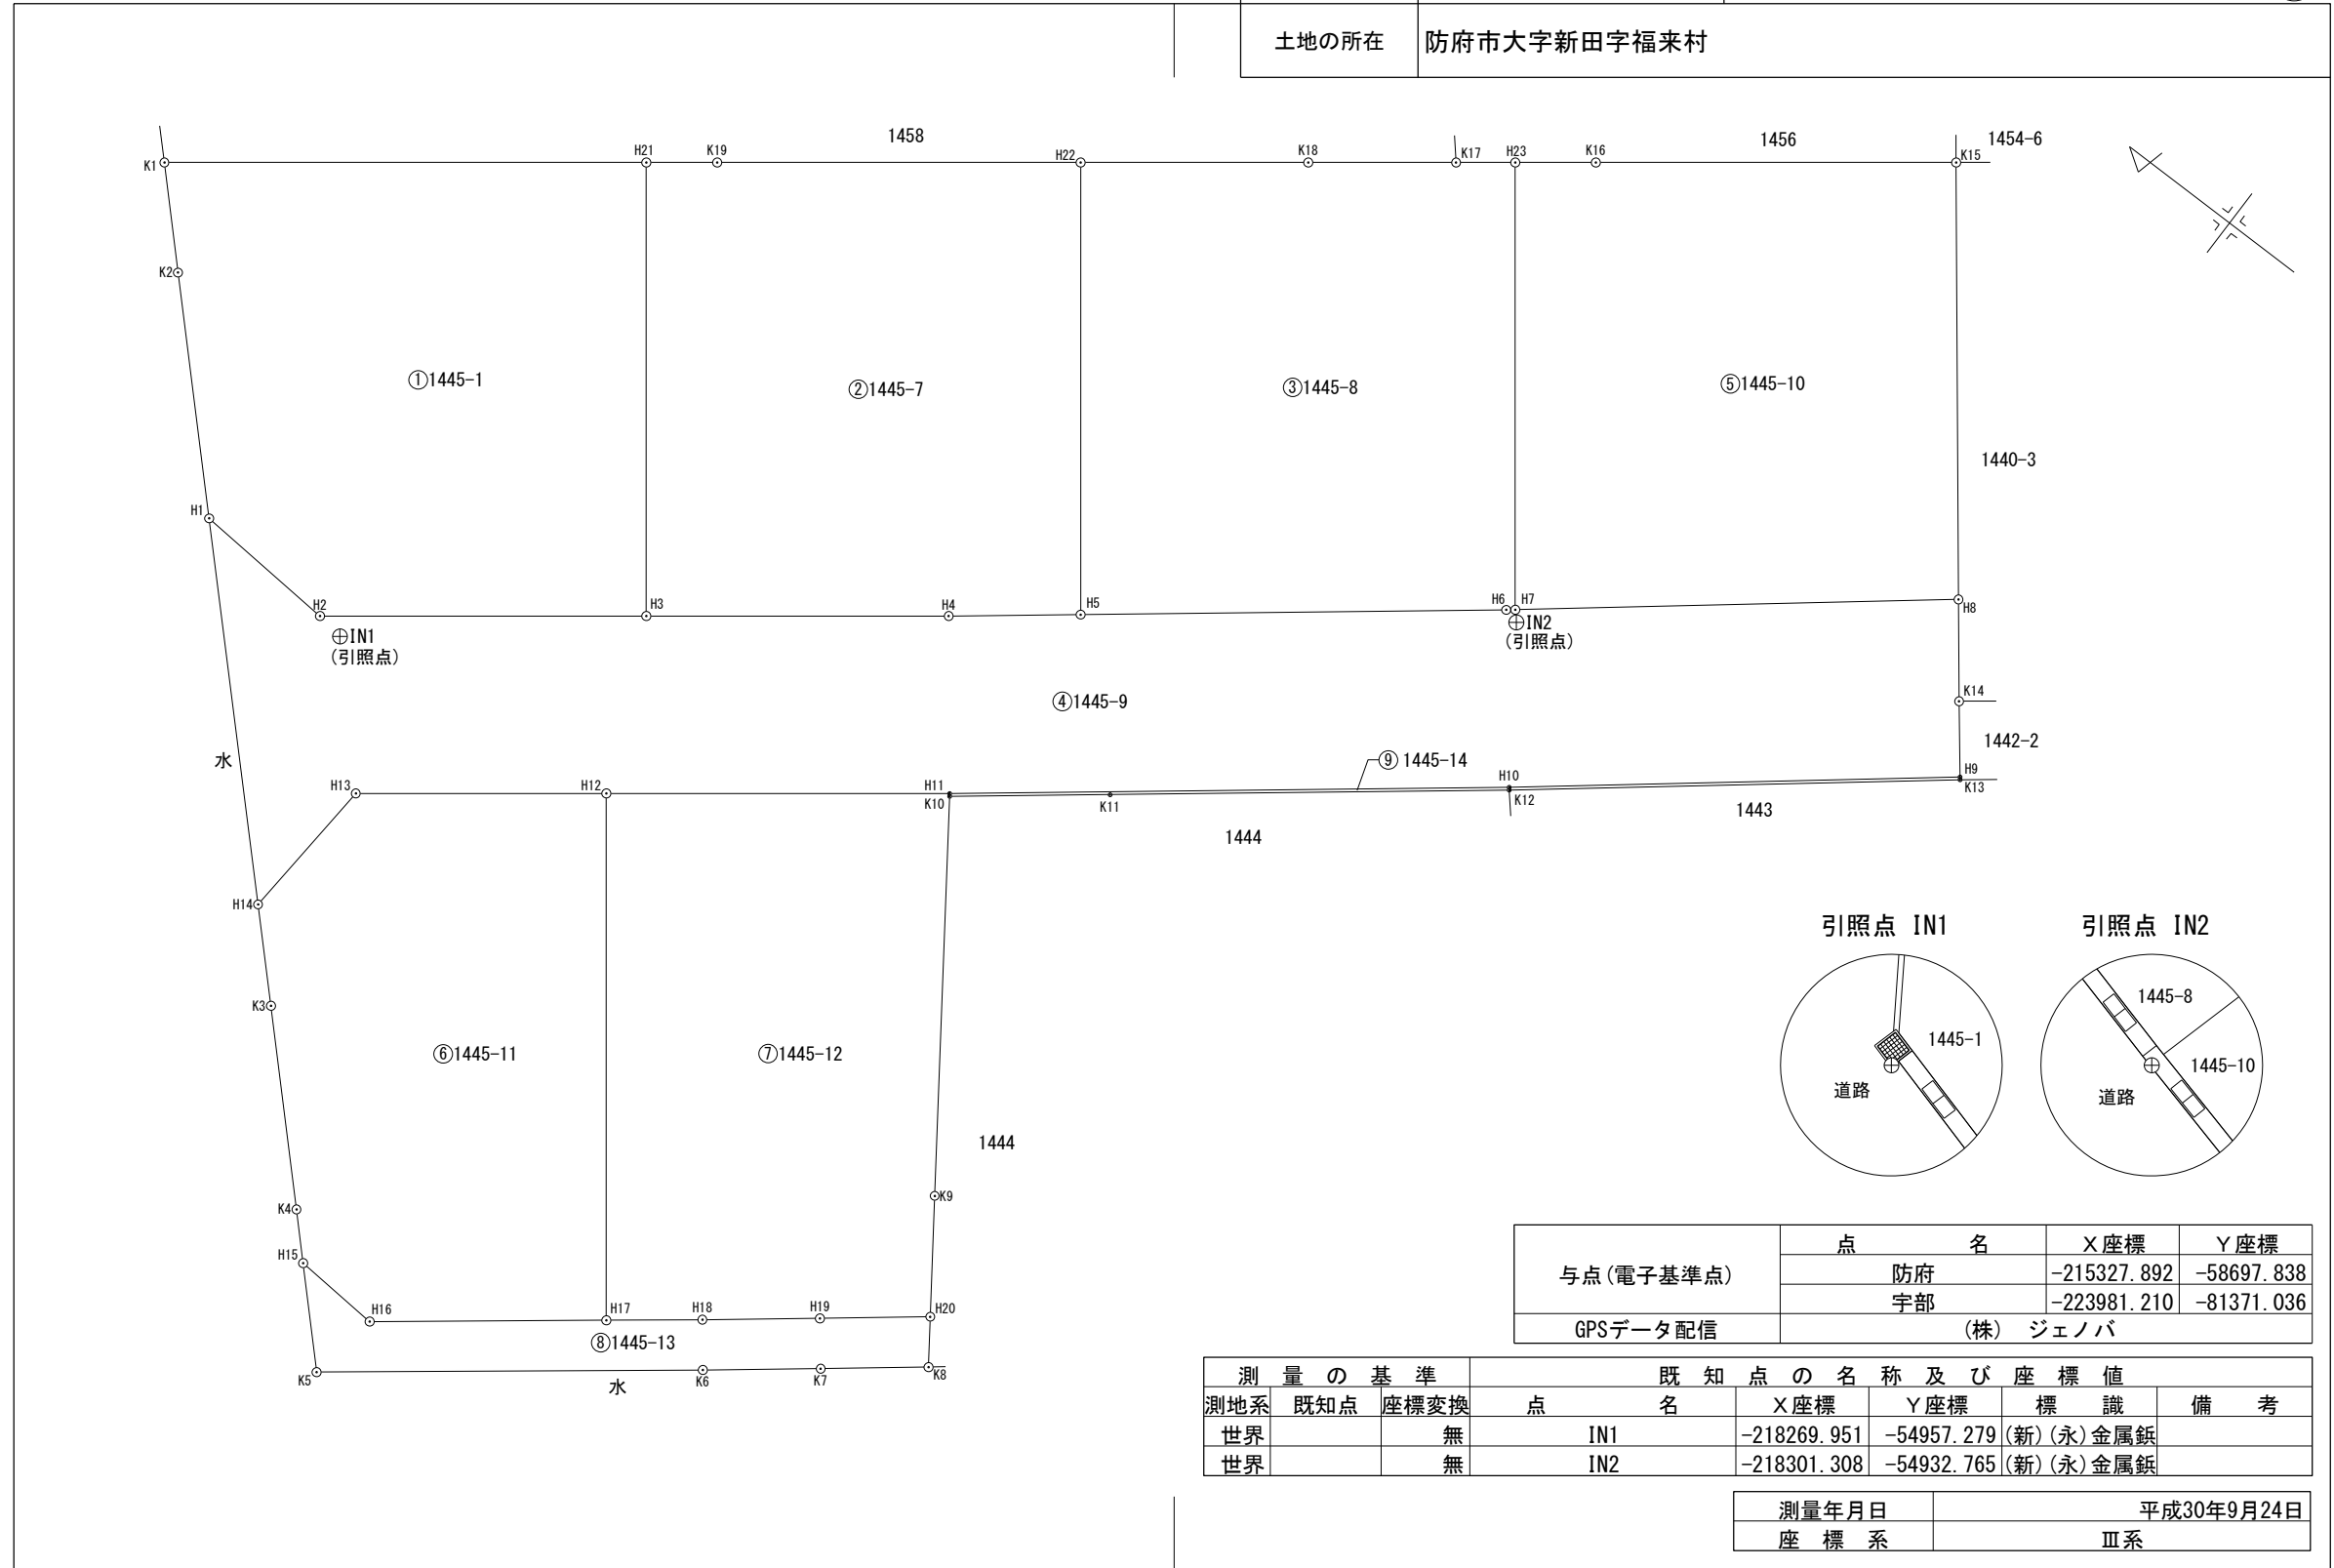 土地の所在 防府市大字新田字福来村
1458
1456
1454-6
K1
H21
K19
H22
K18
K17
H23
K16
K15
K2
①1445-1
②1445-7
③1445-8
⑤1445-10
1440-3
H1
H2
H3
H4
H5
H6
H7
H8
IN1
(引照点)
IN2
(引照点)
④1445-9
K14
水
1442-2
⑨ 1445-14
H13
H12
H11
H10
H9
K10
K11
K12
K13
1444
1443
H14
引照点 IN1
引照点 IN2
K3
1445-1
道路
1445-8
1445-10
道路
⑥1445-11
⑦1445-12
1444
K4
K9
H15
H16
H17
H18
H19
H20
⑧1445-13
K5
水
K6
K7
K8
与点(電子基準点) 点 名 X座標 Y座標
防府 -215327.892 -58697.838
宇部 -223981.210 -81371.036
GPSデータ配信 (株) ジェノバ
測量の基準 既知点の名称及び座標値
測地系 既知点 座標変換 点 名 X座標 Y座標 標 識 備 考
世界 無 IN1 -218269.951 -54957.279 (新)(永)金属鋲
世界 無 IN2 -218301.308 -54932.765 (新)(永)金属鋲
測量年月日 平成30年9月24日
座標系 Ⅲ系